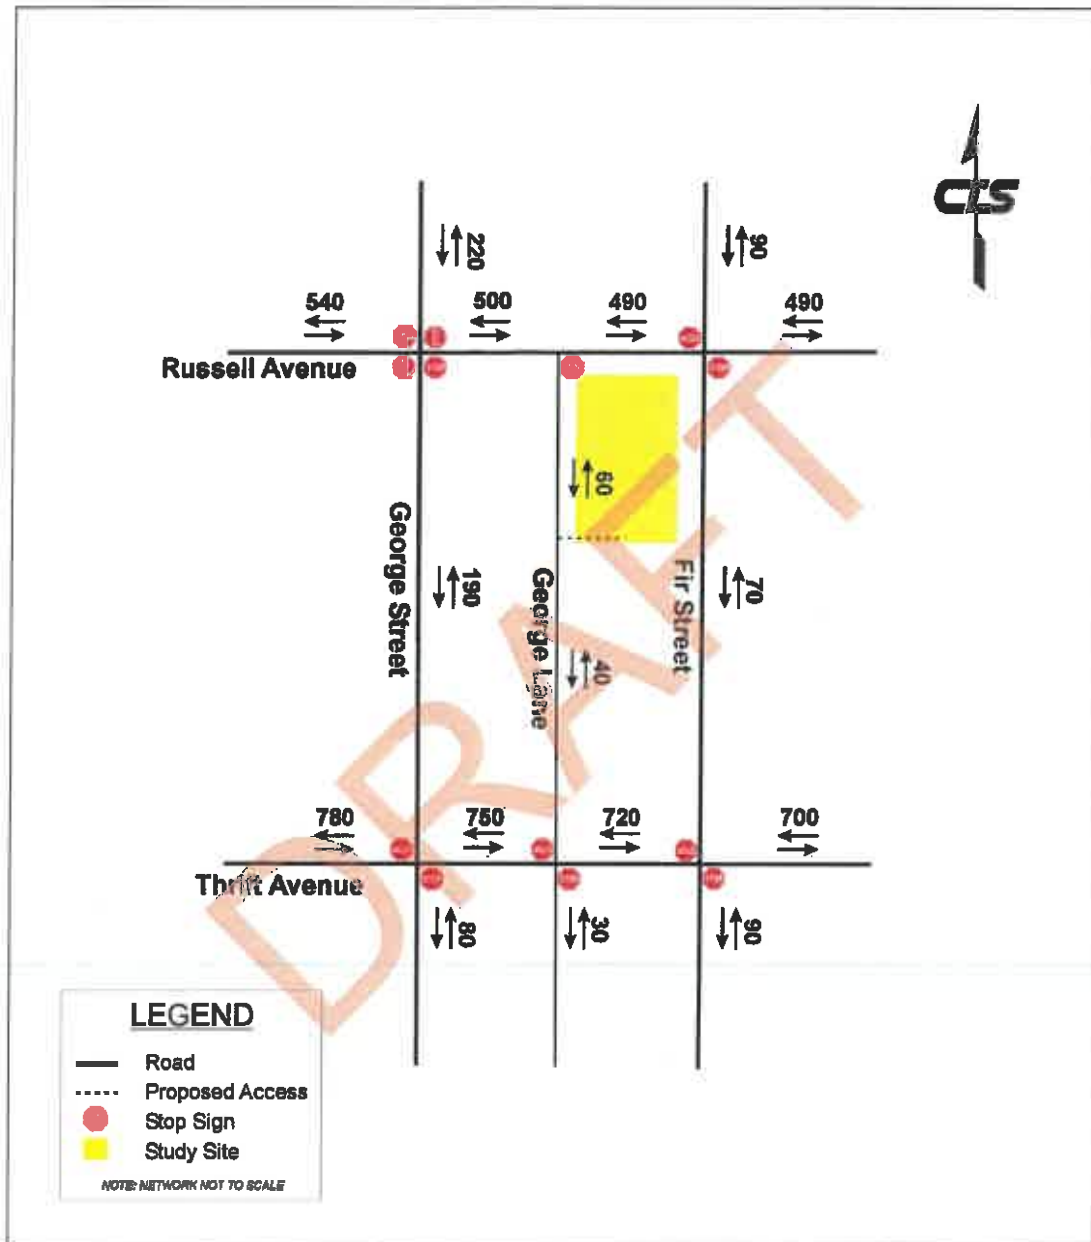 CTS
220
90
540
500
490
490
Russell Avenue
60
George Street
190
George Lane
Fir Street
70
40
DRAFT
780
750
720
700
Thrift Avenue
80
30
90
LEGEND
Road
Proposed Access
Stop Sign
Study Site
NOTE: NETWORK NOT TO SCALE